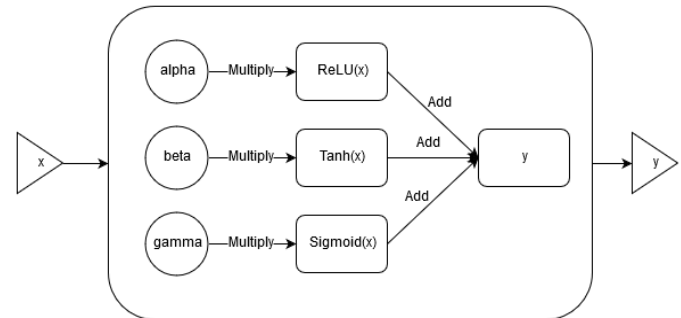 alpha
Multiply
ReLU(x)
Add
x
beta
Multiply
Tanh(x)
Add
y
y
Add
gamma
Multiply
Sigmoid(x)